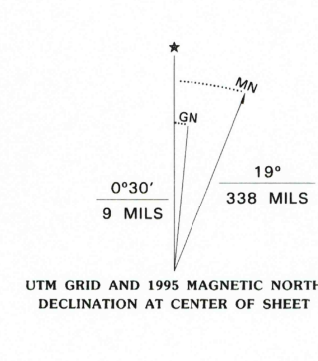 MN
GN
0°30′
9 MILS
19°
338 MILS
UTM GRID AND 1995 MAGNETIC NORTH
DECLINATION AT CENTER OF SHEET